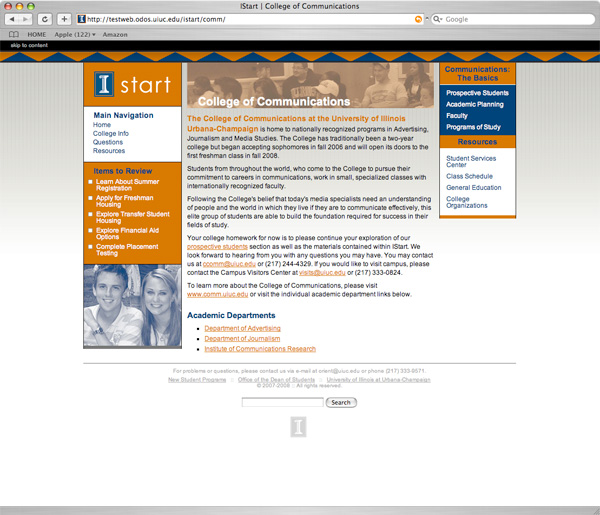 IStart | College of Communications
http://testweb.odos.uiuc.edu/istart/comm/
Google
HOME Apple (122) Amazon
skip to content
I start
Main Navigation
Home
College Info
Questions
Resources
Items to Review
Learn About Summer
Registration
Apply for Freshman
Housing
Explore Transfer Student
Housing
Explore Financial Aid
Options
Complete Placement
Testing
College of Communications
The College of Communications at the University of Illinois
Urbana-Champaign is home to nationally recognized programs in Advertising,
Journalism and Media Studies. The College has traditionally been a two-year
college but began accepting sophomores in fall 2006 and will open its doors to the
first freshman class in fall 2008.
Students from throughout the world, who come to the College to pursue their
commitment to careers in communications, work in small, specialized classes with
internationally recognized faculty.
Following the College's belief that today's media specialists need an understanding
of people and the world in which they live if they are to communicate effectively, this
elite group of students are able to build the foundation required for success in their
fields of study.
Your college homework for now is to please continue your exploration of our
prospective students section as well as the materials contained within IStart. We
look forward to hearing from you with any questions you may have. You may contact
us at ccomm@uiuc.edu or (217) 244-4329. If you would like to visit campus, please
contact the Campus Visitors Center at visits@uiuc.edu or (217) 333-0824.
To learn more about the College of Communications, please visit
www.comm.uiuc.edu or visit the individual academic department links below.
Academic Departments
Department of Advertising
Department of Journalism
Institute of Communications Research
Communications:
The Basics
Prospective Students
Academic Planning
Faculty
Programs of Study
Resources
Student Services
Center
Class Schedule
General Education
College
Organizations
For problems or questions, please contact us via e-mail at orient@uiuc.edu or phone (217) 333-8571.
New Student Programs :: Office of the Dean of Students :: University of Illinois at Urbana-Champaign
© 2007-2008 :: All rights reserved.
Search
I